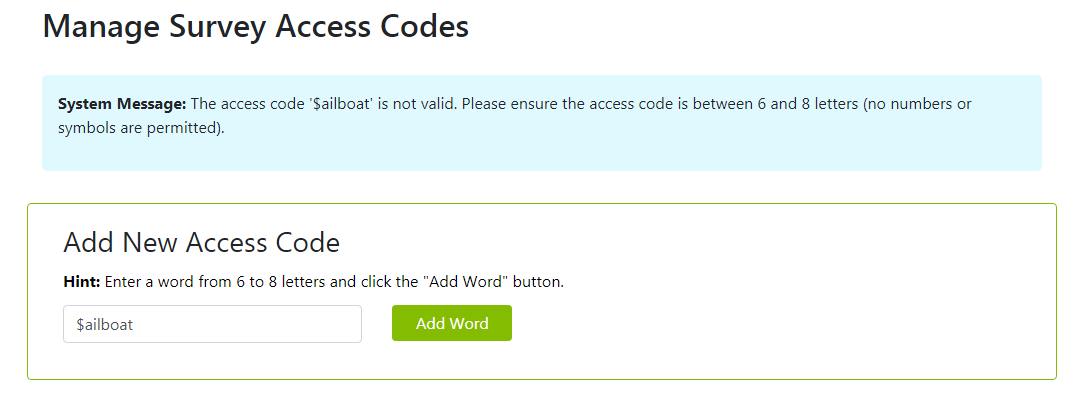 Manage Survey Access Codes
System Message: The access code '$ailboat' is not valid. Please ensure the access code is between 6 and 8 letters (no numbers or
symbols are permitted).
Add New Access Code
Hint: Enter a word from 6 to 8 letters and click the "Add Word" button.
$ailboat
Add Word